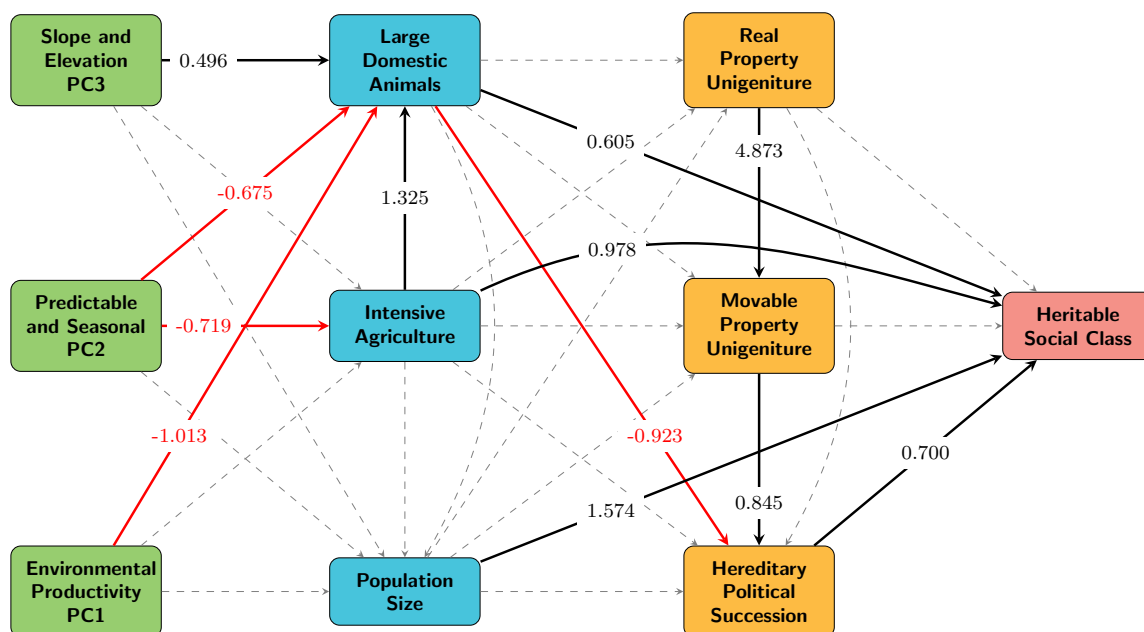 Slope and
Elevation
PC3
0.496
Large
Domestic
Animals
Real
Property
Unigeniture
0.605
4.873
-0.675
1.325
0.978
Predictable
and Seasonal
PC2
-0.719
Intensive
Agriculture
Movable
Property
Unigeniture
Heritable
Social Class
-1.013
-0.923
0.700
1.574
0.845
Environmental
Productivity
PC1
Population
Size
Hereditary
Political
Succession